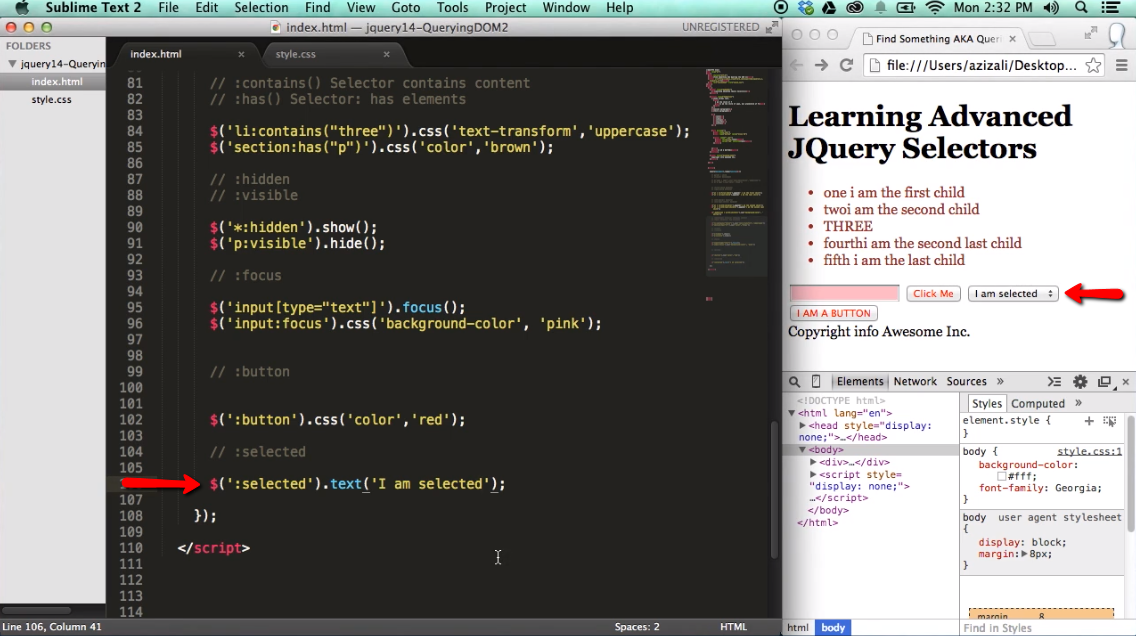 Sublime Text 2 File Edit Selection Find View Goto Tools Project Window Help Mon 2:32 PM
index.html — jquery14-QueryingDOM2 UNREGISTERED
FOLDERS
jquery14-Queryin
index.html
style.css
index.html × style.css ×
81 // :contains() Selector contains content
82 // :has() Selector: has elements
83
84 $('li:contains("three")').css('text-transform','uppercase');
85 $('section:has("p")').css('color','brown');
86
87 // :hidden
88 // :visible
89
90 $('*:hidden').show();
91 $('p:visible').hide();
92
93 // :focus
94
95 $('input[type="text"]').focus();
96 $('input:focus').css('background-color', 'pink');
97
98
99 // :button
100
101
102 $(':button').css('color','red');
103
104 // :selected
105
$(':selected').text('I am selected');
107
108 });
109
110 </script>
111
112
113
114
Line 106, Column 41 Spaces: 2 HTML
Find Something AKA Queri ×
file:///Users/azizali/Desktop...
Learning Advanced
JQuery Selectors
• one i am the first child
• twoi am the second child
• THREE
• fourthi am the second last child
• fifth i am the last child
Click Me I am selected
I AM A BUTTON
Copyright info Awesome Inc.
Elements Network Sources »
<!DOCTYPE html>
<html lang="en">
<head style="display:
none;">…</head>
<body>
<div>…</div>
<script style=
"display: none;">
…</script>
</body>
</html>
html body
Styles Computed »
element.style {
}
body { style.css:1
background-color:
#fff;
font-family: Georgia;
}
body user agent stylesheet
{
display: block;
margin: 8px;
}
margin 8
Find in Styles